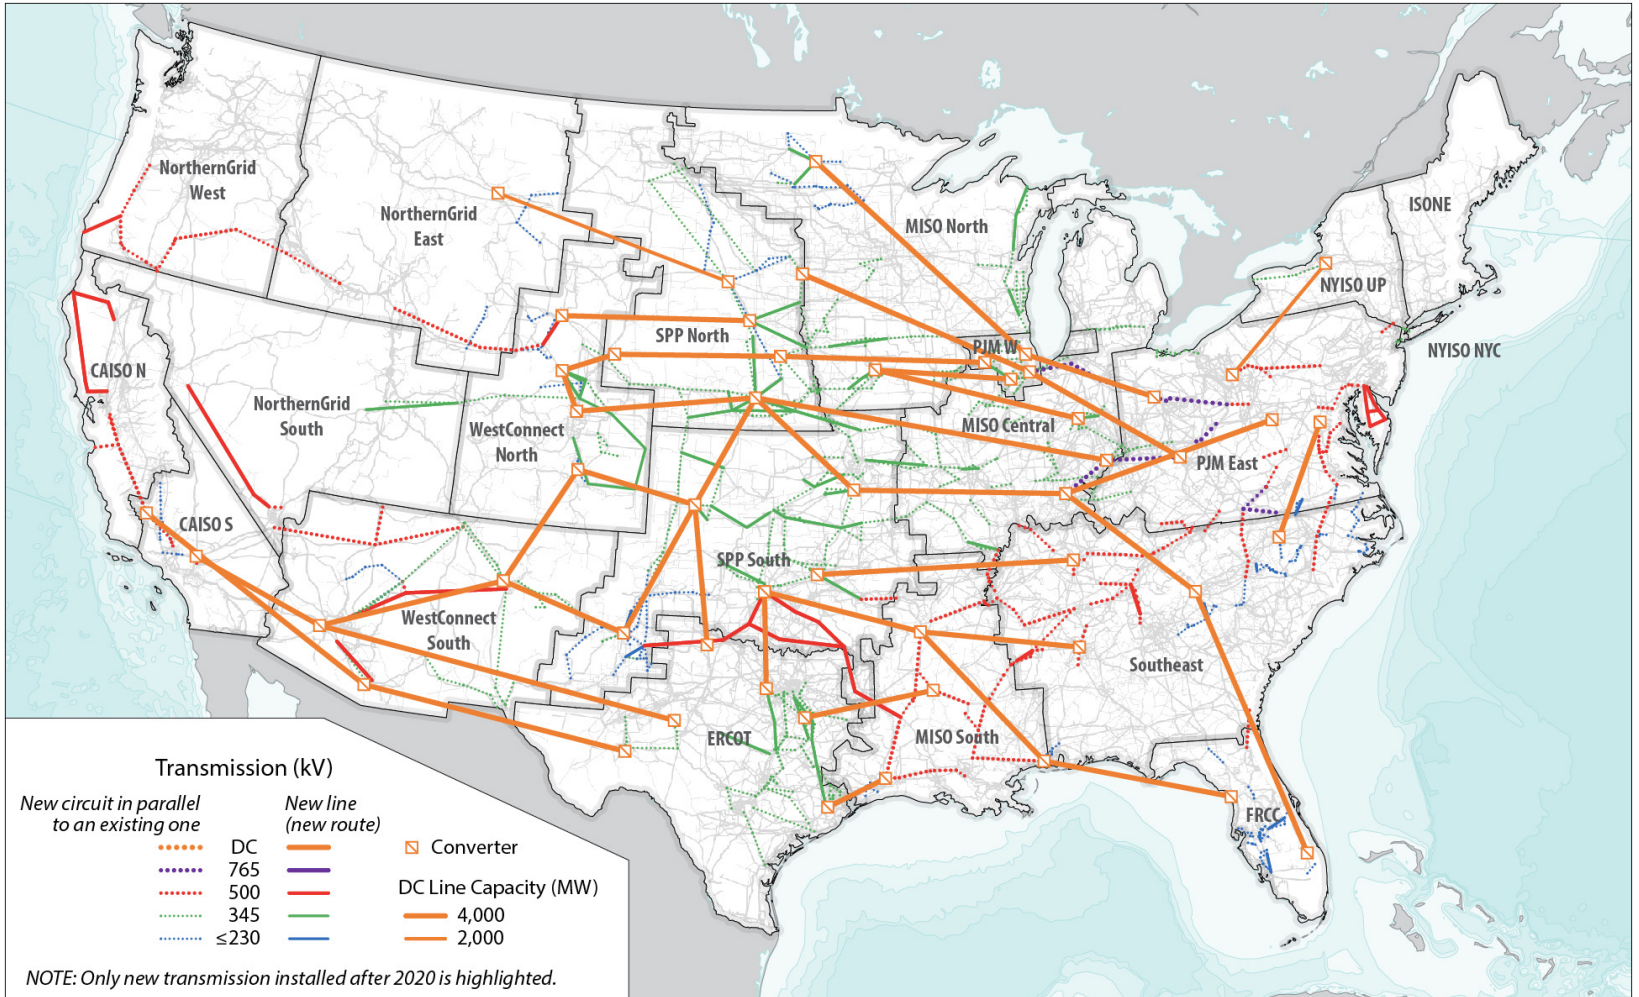 NorthernGrid
West
NorthernGrid
East
MISO North
ISONE
NYISO UP
SPP North
PJM W
NYISO NYC
CAISO N
NorthernGrid
South
WestConnect
North
MISO Central
PJM East
CAISO S
SPP South
WestConnect
South
Southeast
ERCOT
MISO South
FRCC
Transmission (kV)
New circuit in parallel
to an existing one
New line
(new route)
DC
765
500
345
≤230
Converter
DC Line Capacity (MW)
4,000
2,000
NOTE: Only new transmission installed after 2020 is highlighted.